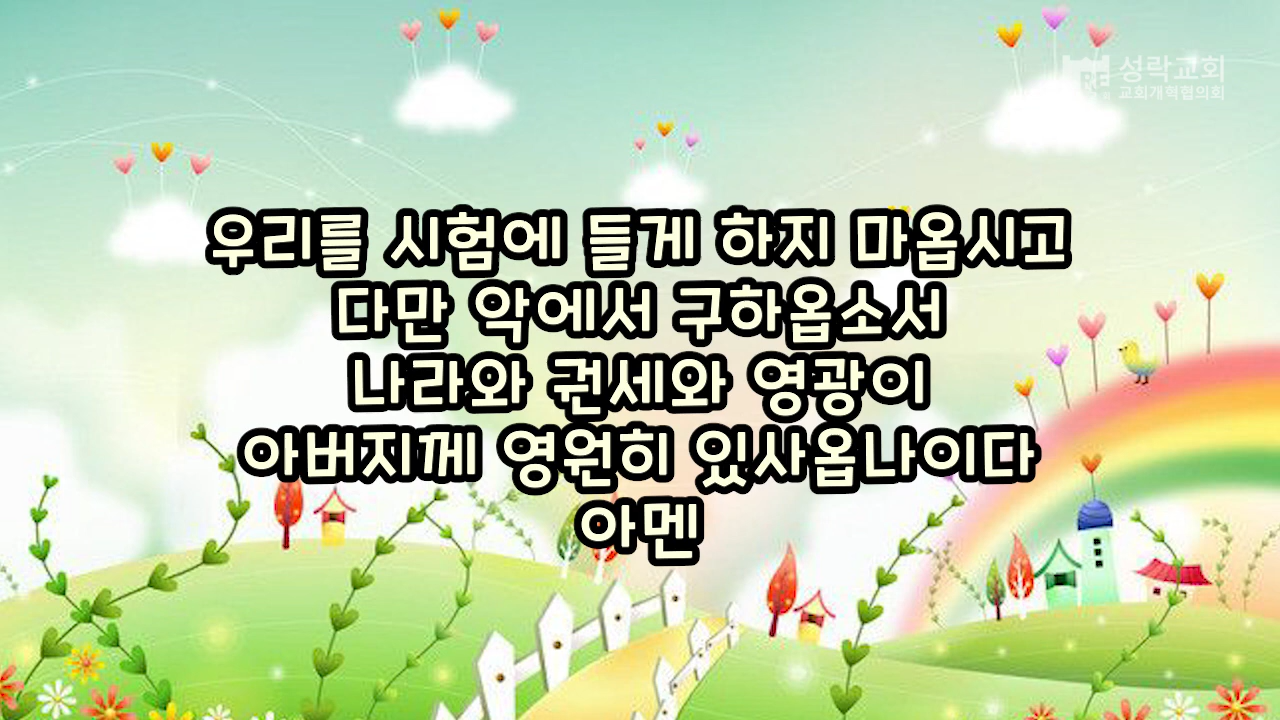 성락교회
교회개혁협의회
우리를 시험에 들게 하지 마옵시고
다만 악에서 구하옵소서
나라와 권세와 영광이
아버지께 영원히 있사옵나이다
아멘